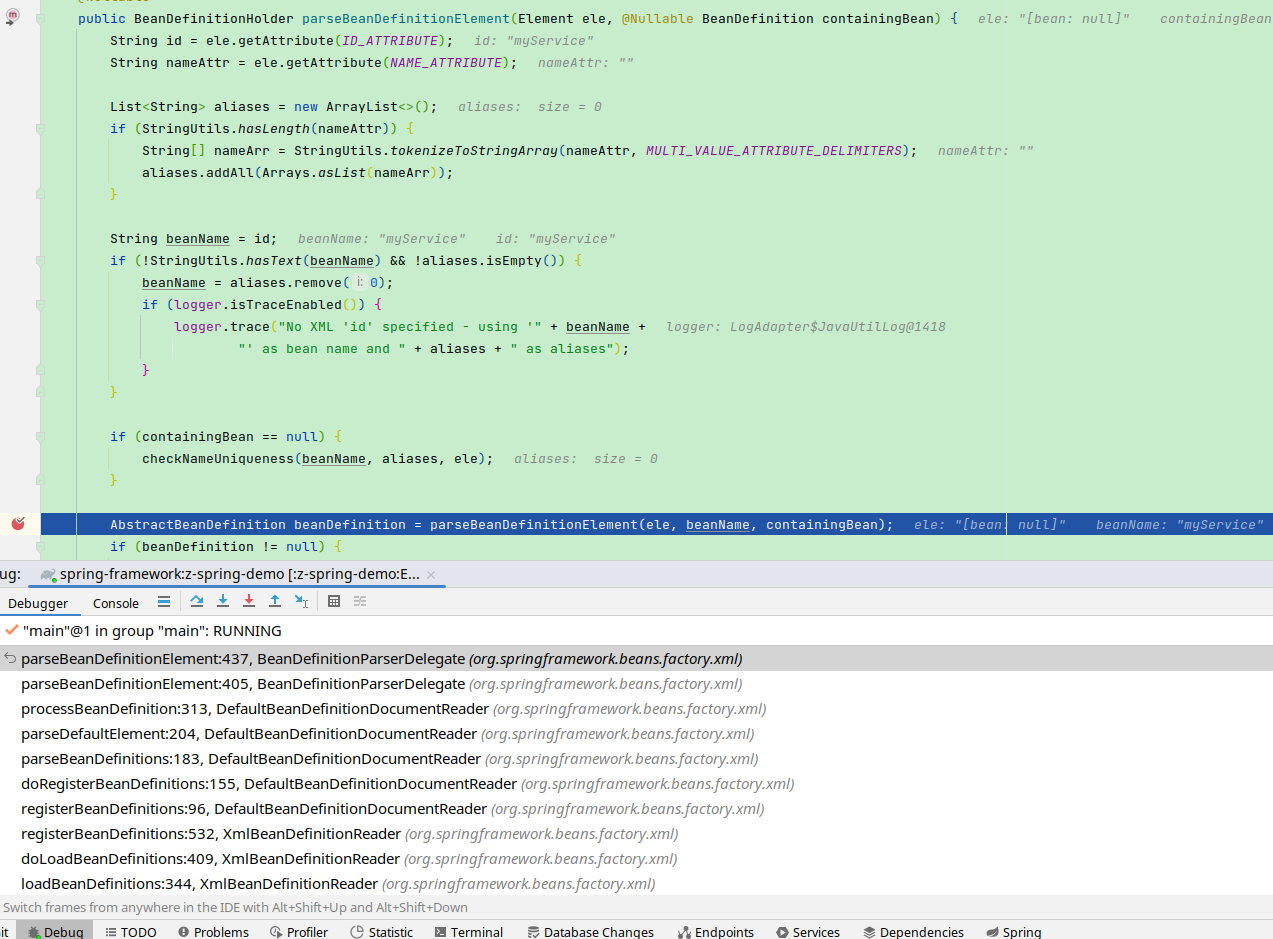 public BeanDefinitionHolder parseBeanDefinitionElement(Element ele, @Nullable BeanDefinition containingBean) {   ele: "[bean: null]"    containingBean
String id = ele.getAttribute(ID_ATTRIBUTE);   id: "myService"
String nameAttr = ele.getAttribute(NAME_ATTRIBUTE);   nameAttr: ""
List<String> aliases = new ArrayList<>();   aliases:  size = 0
if (StringUtils.hasLength(nameAttr)) {
String[] nameArr = StringUtils.tokenizeToStringArray(nameAttr, MULTI_VALUE_ATTRIBUTE_DELIMITERS);   nameAttr: ""
aliases.addAll(Arrays.asList(nameArr));
}
String beanName = id;   beanName: "myService"    id: "myService"
if (!StringUtils.hasText(beanName) && !aliases.isEmpty()) {
beanName = aliases.remove( i: 0);
if (logger.isTraceEnabled()) {
logger.trace("No XML 'id' specified - using '" + beanName +   logger: LogAdapter$JavaUtilLog@1418
"' as bean name and " + aliases + " as aliases");
}
}
if (containingBean == null) {
checkNameUniqueness(beanName, aliases, ele);   aliases:  size = 0
}
AbstractBeanDefinition beanDefinition = parseBeanDefinitionElement(ele, beanName, containingBean);   ele: "[bean: null]"    beanName: "myService"
if (beanDefinition != null) {
ug: spring-framework:z-spring-demo [:z-spring-demo:E...
Debugger Console
"main"@1 in group "main": RUNNING
parseBeanDefinitionElement:437, BeanDefinitionParserDelegate (org.springframework.beans.factory.xml)
parseBeanDefinitionElement:405, BeanDefinitionParserDelegate (org.springframework.beans.factory.xml)
processBeanDefinition:313, DefaultBeanDefinitionDocumentReader (org.springframework.beans.factory.xml)
parseDefaultElement:204, DefaultBeanDefinitionDocumentReader (org.springframework.beans.factory.xml)
parseBeanDefinitions:183, DefaultBeanDefinitionDocumentReader (org.springframework.beans.factory.xml)
doRegisterBeanDefinitions:155, DefaultBeanDefinitionDocumentReader (org.springframework.beans.factory.xml)
registerBeanDefinitions:96, DefaultBeanDefinitionDocumentReader (org.springframework.beans.factory.xml)
registerBeanDefinitions:532, XmlBeanDefinitionReader (org.springframework.beans.factory.xml)
doLoadBeanDefinitions:409, XmlBeanDefinitionReader (org.springframework.beans.factory.xml)
loadBeanDefinitions:344, XmlBeanDefinitionReader (org.springframework.beans.factory.xml)
Switch frames from anywhere in the IDE with Alt+Shift+Up and Alt+Shift+Down
it Debug TODO Problems Profiler Statistic Terminal Database Changes Endpoints Services Dependencies Spring